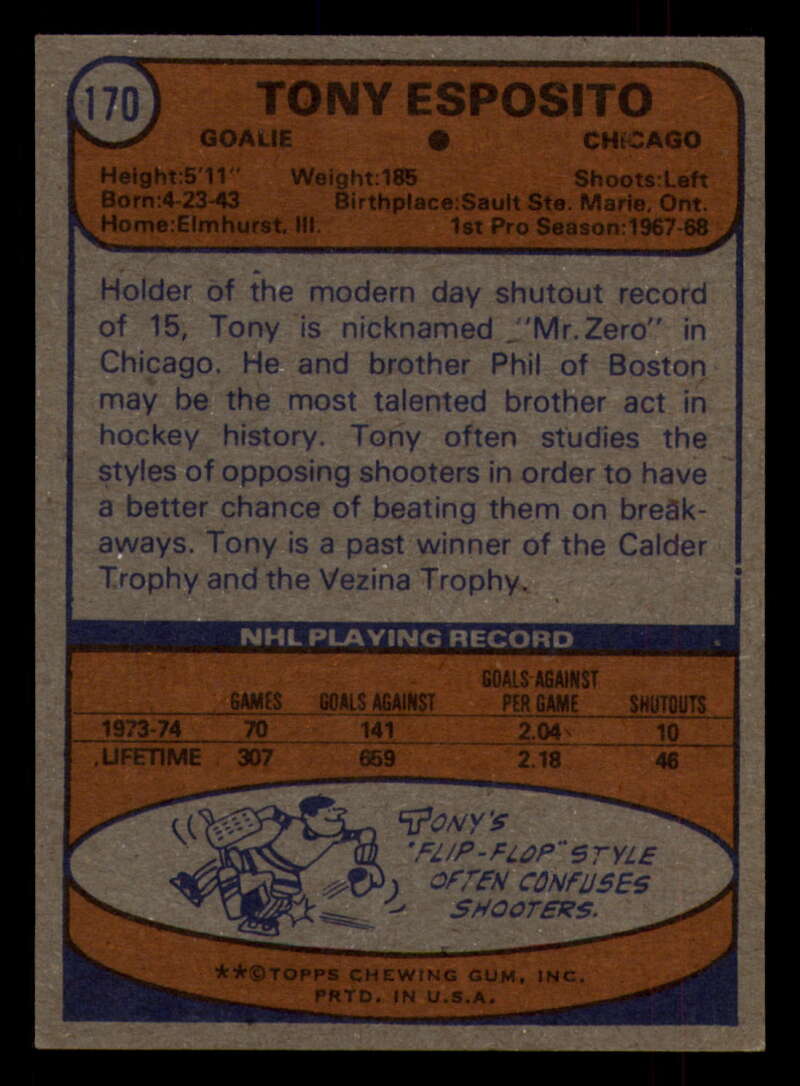 170
TONY ESPOSITO
GOALIE ● CHICAGO
Height:5'11" Weight:185 Shoots:Left
Born:4-23-43 Birthplace:Sault Ste. Marie, Ont.
Home:Elmhurst, Ill. 1st Pro Season:1967-68
Holder of the modern day shutout record
of 15, Tony is nicknamed "Mr. Zero" in
Chicago. He and brother Phil of Boston
may be the most talented brother act in
hockey history. Tony often studies the
styles of opposing shooters in order to have
a better chance of beating them on break-
aways. Tony is a past winner of the Calder
Trophy and the Vezina Trophy.
NHL PLAYING RECORD
GAMES GOALS AGAINST GOALS AGAINST PER GAME SHUTOUTS
1973-74 70 141 2.04 10
LIFETIME 307 659 2.18 46
TONY'S
"FLIP-FLOP" STYLE
OFTEN CONFUSES
SHOOTERS.
**©TOPPS CHEWING GUM, INC.
PRTD. IN U.S.A.